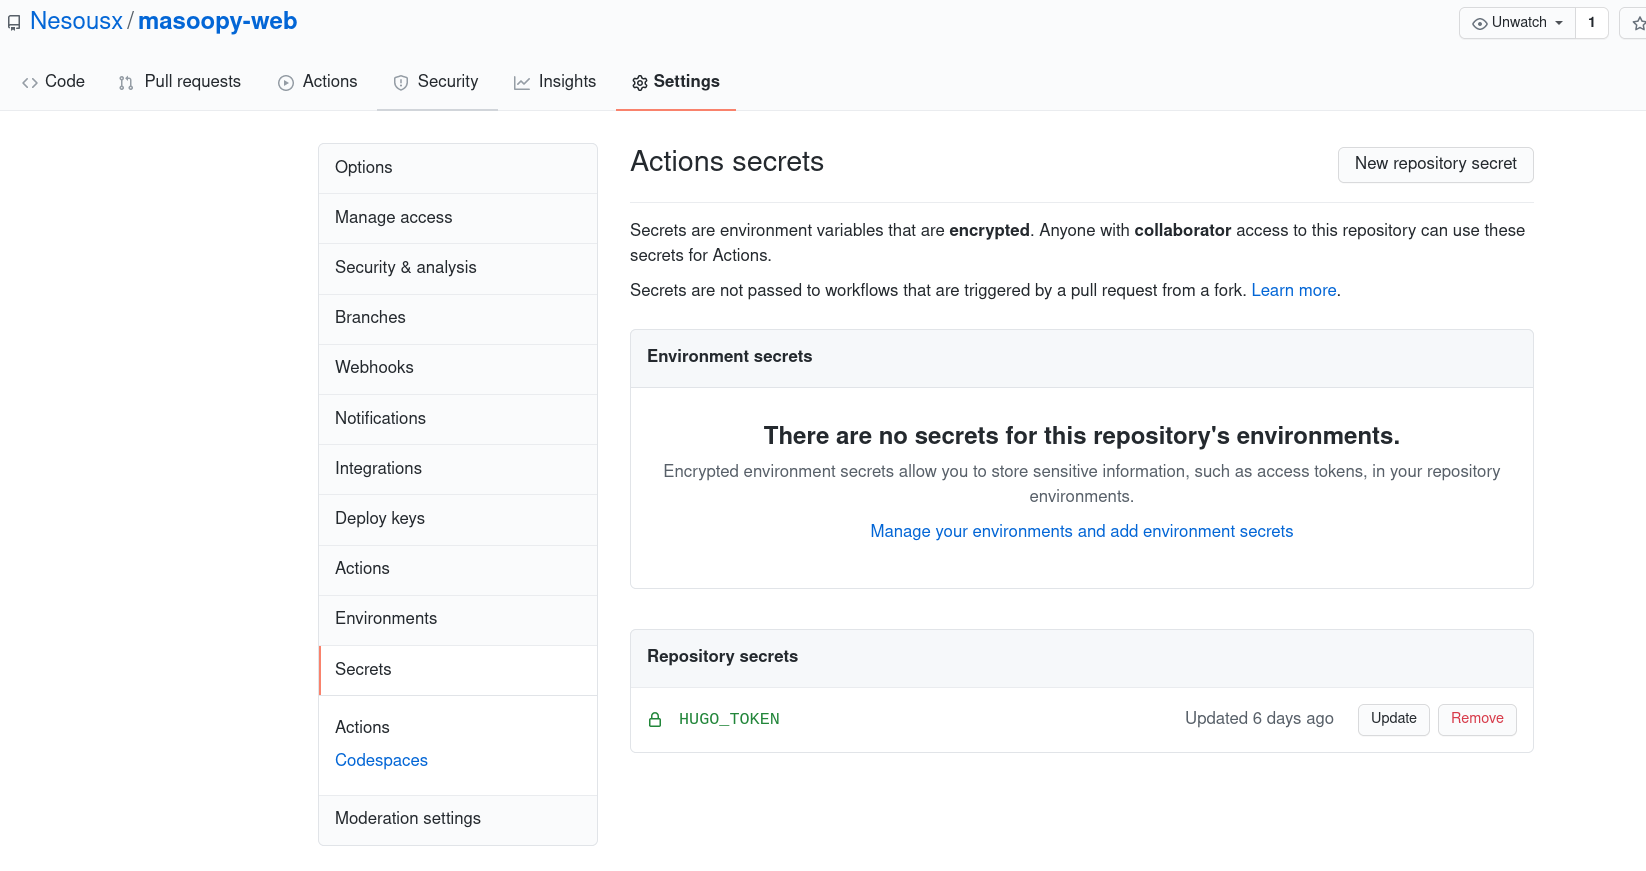 Nesousx / masoopy-web
Unwatch 1
Code Pull requests Actions Security Insights Settings
Options
Manage access
Security & analysis
Branches
Webhooks
Notifications
Integrations
Deploy keys
Actions
Environments
Secrets
Actions
Codespaces
Moderation settings
Actions secrets
New repository secret
Secrets are environment variables that are encrypted. Anyone with collaborator access to this repository can use these
secrets for Actions.
Secrets are not passed to workflows that are triggered by a pull request from a fork. Learn more.
Environment secrets
There are no secrets for this repository's environments.
Encrypted environment secrets allow you to store sensitive information, such as access tokens, in your repository
environments.
Manage your environments and add environment secrets
Repository secrets
HUGO_TOKEN Updated 6 days ago Update Remove